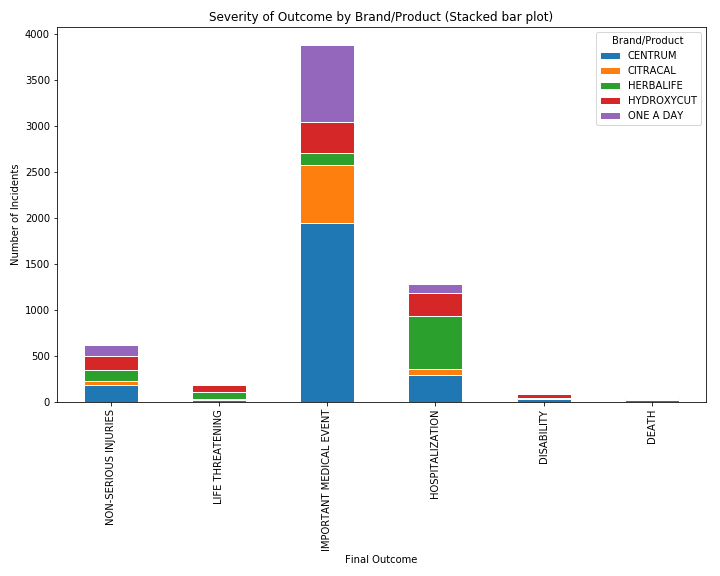 Severity of Outcome by Brand/Product (Stacked bar plot)
Brand/Product
CENTRUM
CITRACAL
HERBALIFE
HYDROXYCUT
ONE A DAY
Number of Incidents
4000
3500
3000
2500
2000
1500
1000
500
0
NON-SERIOUS INJURIES
LIFE THREATENING
IMPORTANT MEDICAL EVENT
HOSPITALIZATION
DISABILITY
DEATH
Final Outcome